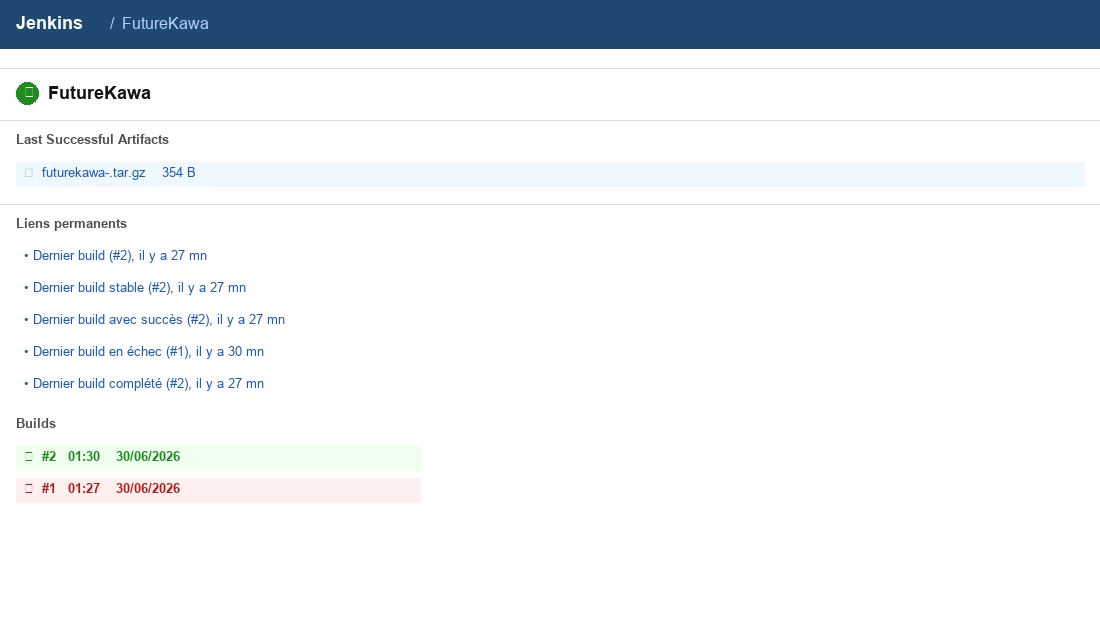 Jenkins / FutureKawa
FutureKawa
Last Successful Artifacts
futurekawa-.tar.gz 354 B
Liens permanents
• Dernier build (#2), il y a 27 mn
• Dernier build stable (#2), il y a 27 mn
• Dernier build avec succès (#2), il y a 27 mn
• Dernier build en échec (#1), il y a 30 mn
• Dernier build complété (#2), il y a 27 mn
Builds
#2 01:30 30/06/2026
#1 01:27 30/06/2026